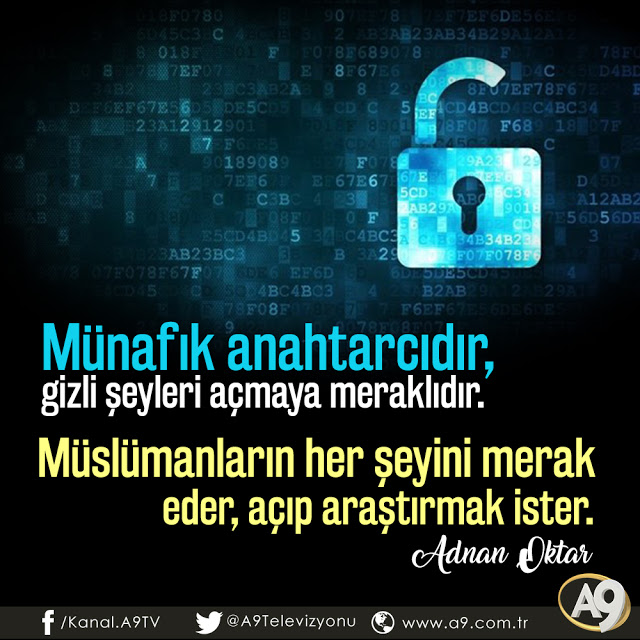 Münafık anahtarcıdır,
gizli şeyleri açmaya meraklıdır.
Müslümanların her şeyini merak
eder, açıp araştırmak ister.
Adnan Oktar
A9
/Kanal.A9TV @A9Televizyonu www.a9.com.tr